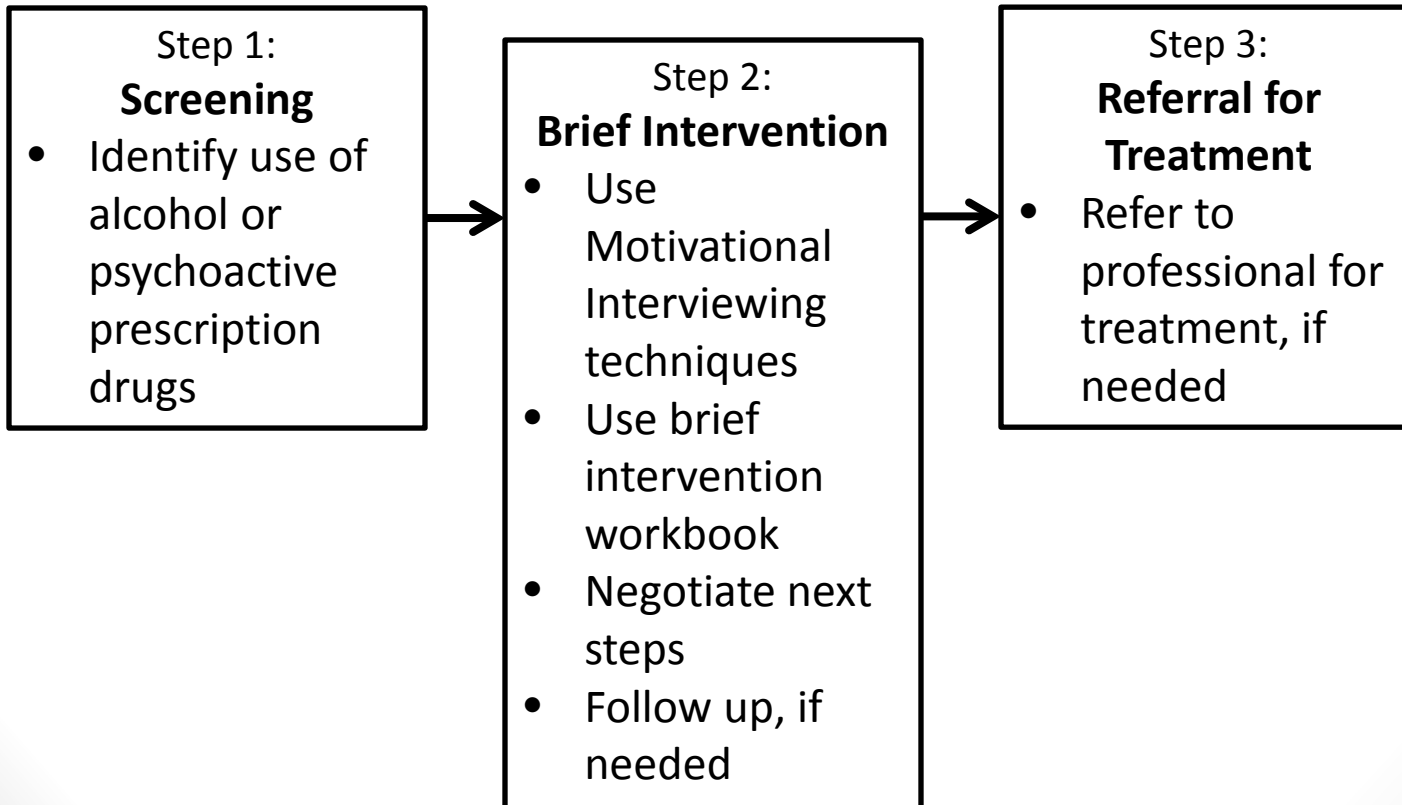 Step 1:
Screening
• Identify use of
alcohol or
psychoactive
prescription
drugs
Step 2:
Brief Intervention
• Use
Motivational
Interviewing
techniques
• Use brief
intervention
workbook
• Negotiate next
steps
• Follow up, if
needed
Step 3:
Referral for
Treatment
• Refer to
professional for
treatment, if
needed